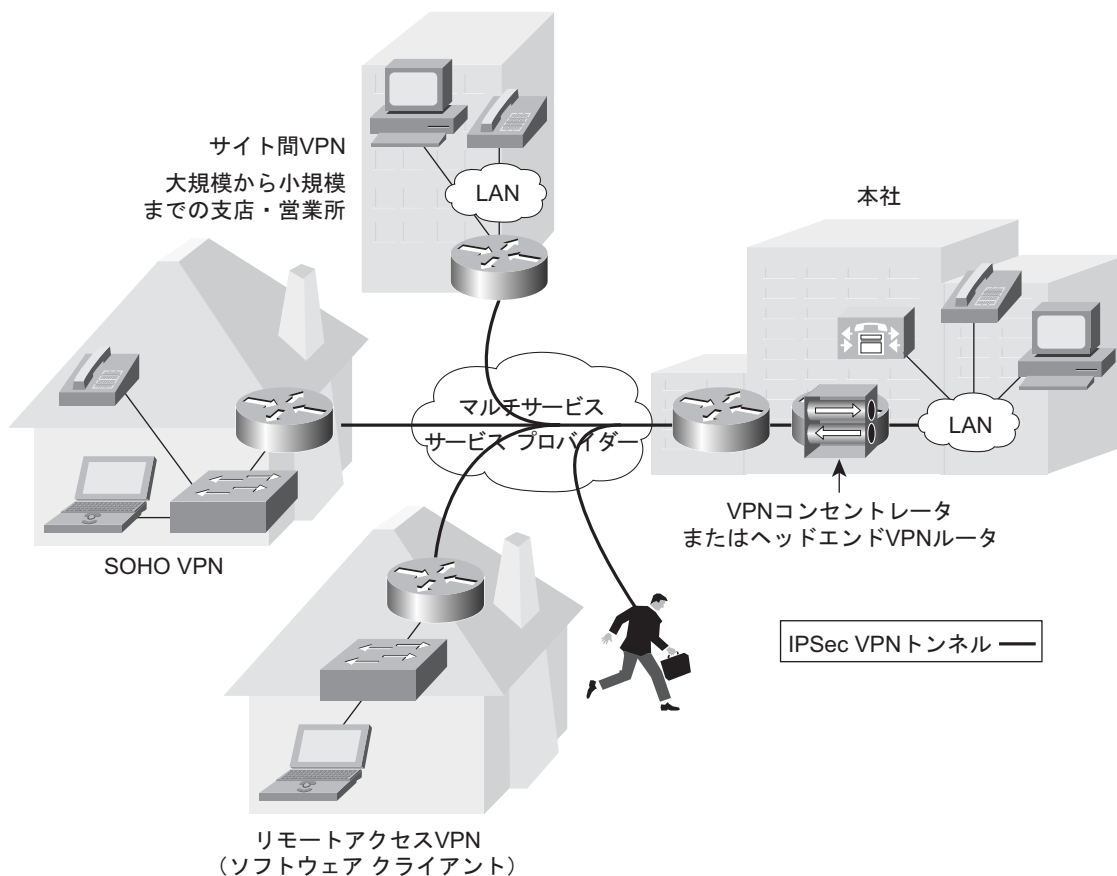 サイト間VPN
大規模から小規模
までの支店・営業所
LAN
本社
マルチサービス
サービス プロバイダー
LAN
VPNコンセントレータ
またはヘッドエンドVPNルータ
SOHO VPN
IPSec VPNトンネル
リモートアクセスVPN
（ソフトウェア クライアント）